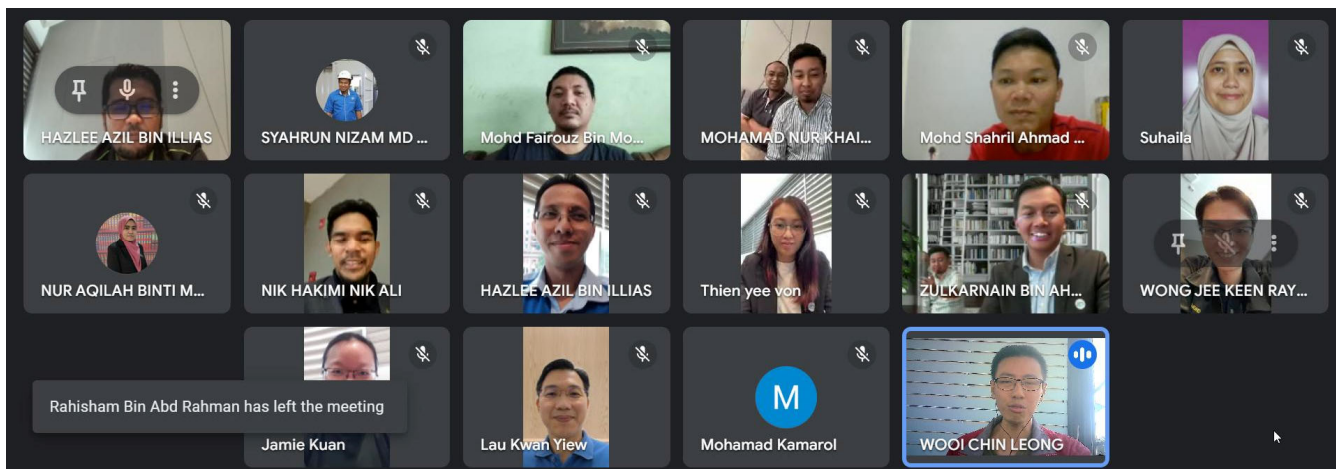 HAZLEE AZIL BIN ILLIAS
SYAHRUN NIZAM MD ...
Mohd Fairouz Bin Mo...
MOHAMAD NUR KHAI...
Mohd Shahril Ahmad ...
Suhaila
NUR AQILAH BINTI M...
NIK HAKIMI NIK ALI
HAZLEE AZIL BIN ILLIAS
Thien yee von
ZULKARNAIN BIN AH...
WONG JEE KEEN RAY...
Rahisham Bin Abd Rahman has left the meeting
Jamie Kuan
Lau Kwan Yiew
M
Mohamad Kamarol
WOOI CHIN LEONG